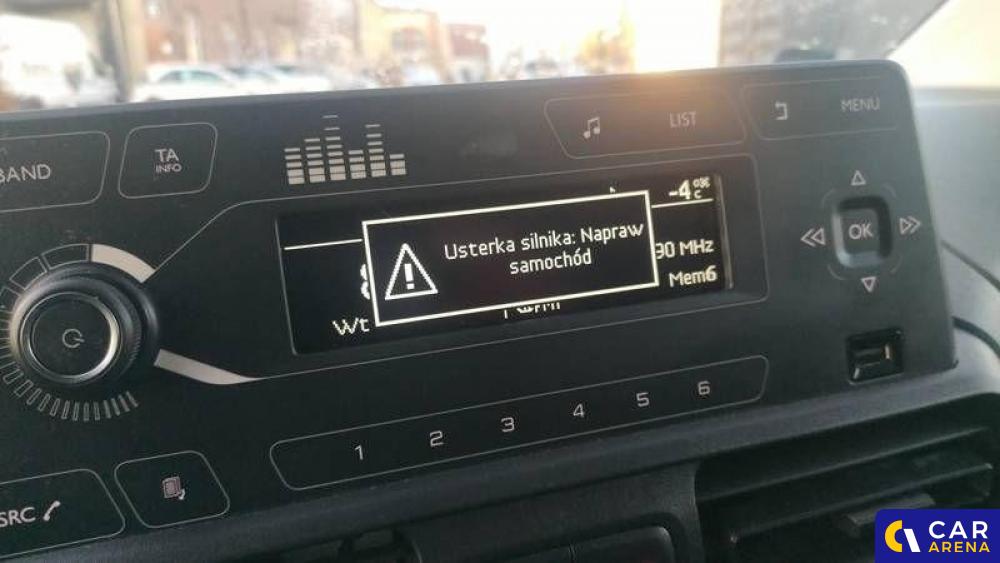 BAND
TA
INFO
LIST
MENU
-4
°C
Usterka silnika: Napraw
samochód
OK
90 MHz
Mem6
Wt
1 2 3 4 5 6
SRC
CAR
ARENA